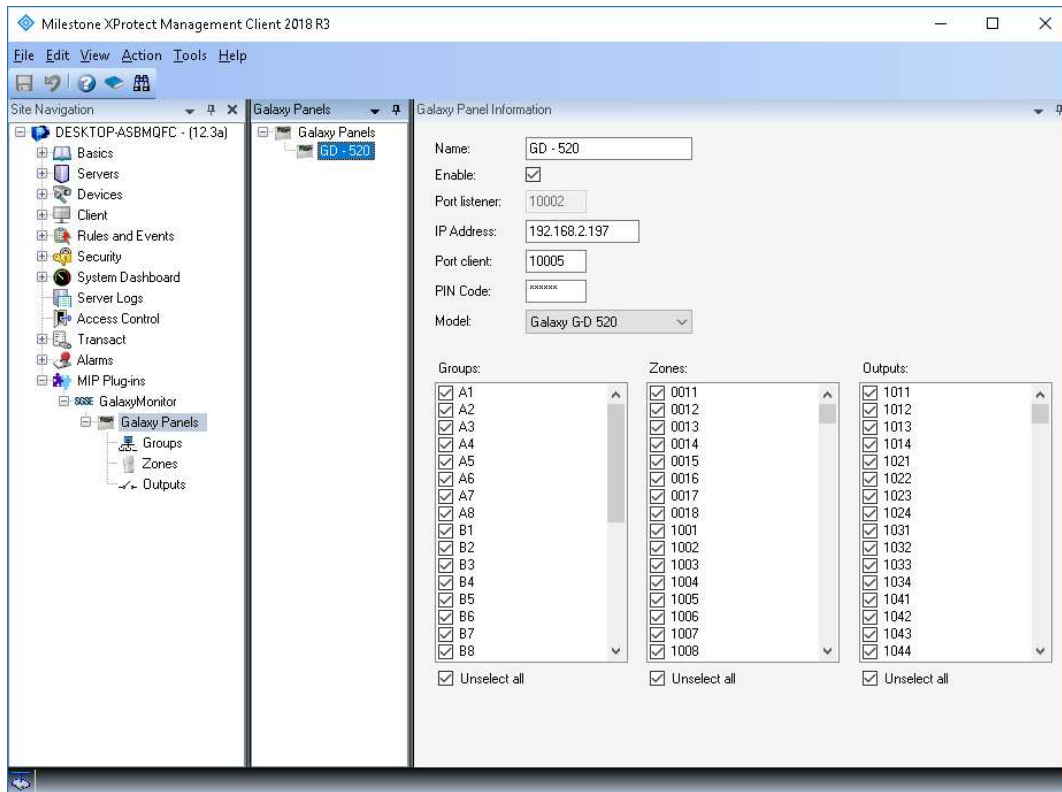 Milestone XProtect Management Client 2018 R3
File Edit View Action Tools Help
Site Navigation
DESKTOP-ASBMQFC - (12.3a)
Basics
Servers
Devices
Client
Rules and Events
Security
System Dashboard
Server Logs
Access Control
Transact
Alarms
MIP Plug-ins
SGSE GalaxyMonitor
Galaxy Panels
Groups
Zones
Outputs
Galaxy Panels
Galaxy Panels
GD - 520
Galaxy Panel Information
Name: GD - 520
Enable:
Port listener: 10002
IP Address: 192.168.2.197
Port client: 10005
PIN Code: ××××××
Model: Galaxy G-D 520
Groups:
A1
A2
A3
A4
A5
A6
A7
A8
B1
B2
B3
B4
B5
B6
B7
B8
Unselect all
Zones:
0011
0012
0013
0014
0015
0016
0017
0018
1001
1002
1003
1004
1005
1006
1007
1008
Unselect all
Outputs:
1011
1012
1013
1014
1021
1022
1023
1024
1031
1032
1033
1034
1041
1042
1043
1044
Unselect all